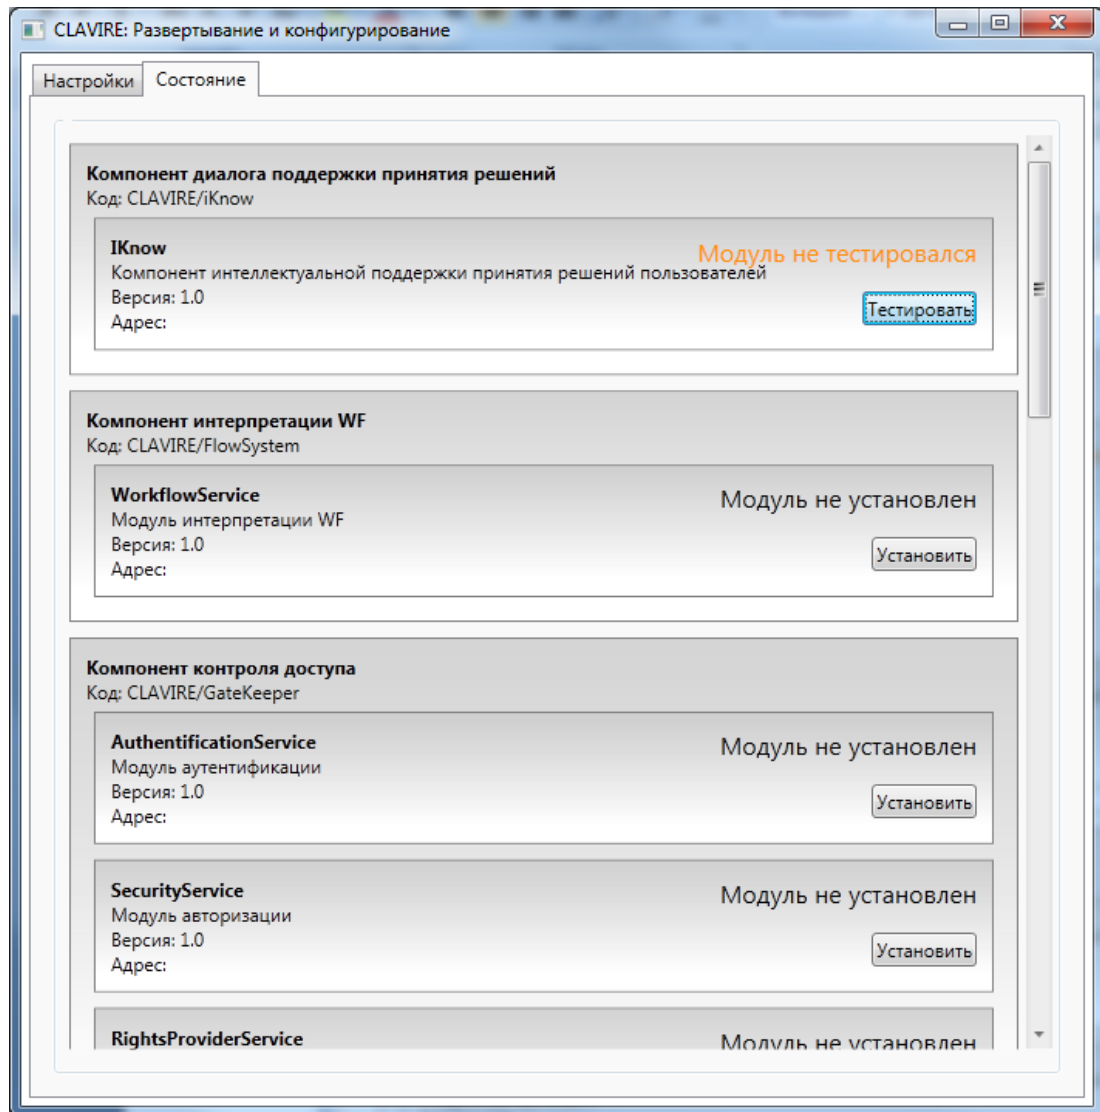 CLAVIRE: Развертывание и конфигурирование
Настройки
Состояние
Компонент диалога поддержки принятия решений
Код: CLAVIRE/iKnow
IKnow
Модуль не тестировался
Компонент интеллектуальной поддержки принятия решений пользователей
Версия: 1.0
Адрес:
Тестировать
Компонент интерпретации WF
Код: CLAVIRE/FlowSystem
WorkflowService
Модуль не установлен
Модуль интерпретации WF
Версия: 1.0
Адрес:
Установить
Компонент контроля доступа
Код: CLAVIRE/GateKeeper
AuthentificationService
Модуль не установлен
Модуль аутентификации
Версия: 1.0
Адрес:
Установить
SecurityService
Модуль не установлен
Модуль авторизации
Версия: 1.0
Адрес:
Установить
RightsProviderService
Модуль не установлен